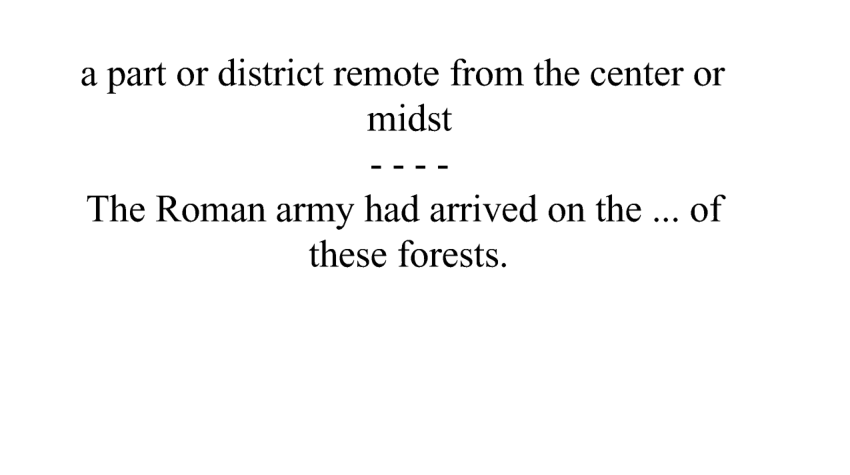 a part or district remote from the center or
midst
- - - -
The Roman army had arrived on the ... of
these forests.